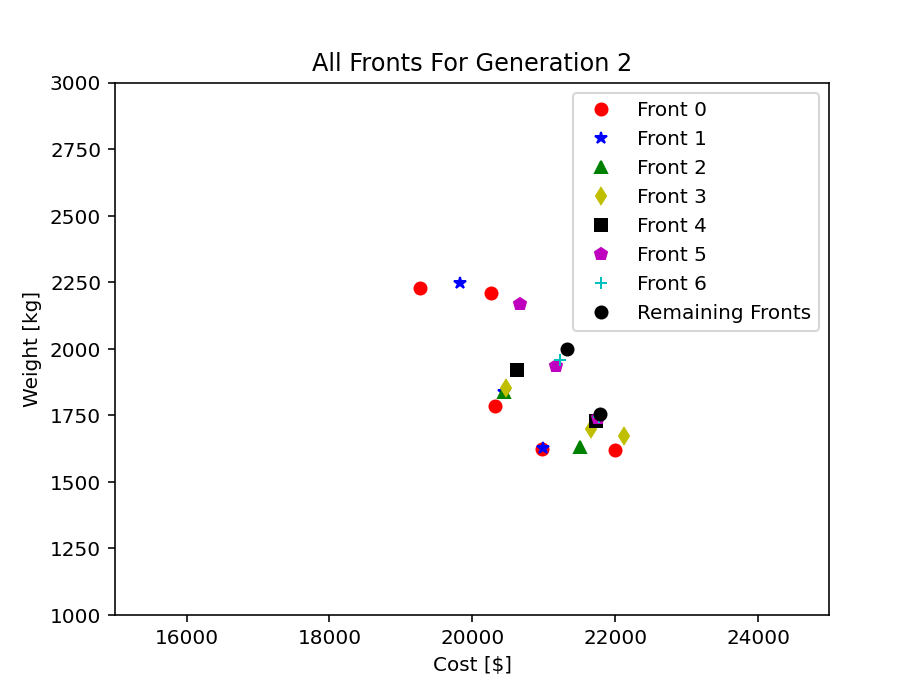 All Fronts For Generation 2
3000
2750
2500
2250
2000
1750
1500
1250
1000
Weight [kg]
Front 0
Front 1
Front 2
Front 3
Front 4
Front 5
Front 6
Remaining Fronts
16000 18000 20000 22000 24000
Cost [$]